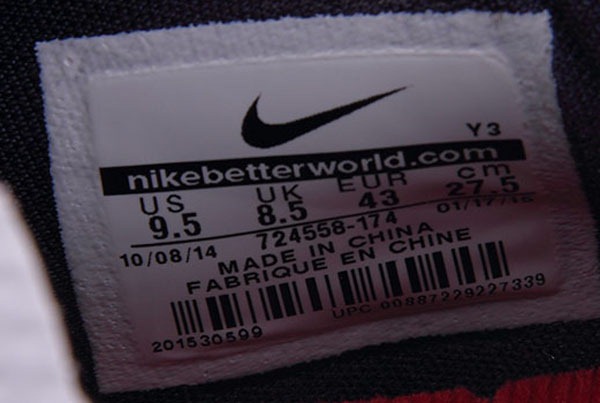 Y3
nikebetterworld.com
US UK EUR cm
9.5 8.5 43 27.5
10/08/14 724558-174 01/17/15
MADE IN CHINA
FABRIQUE EN CHINE
201530599 UPC 00887229227339